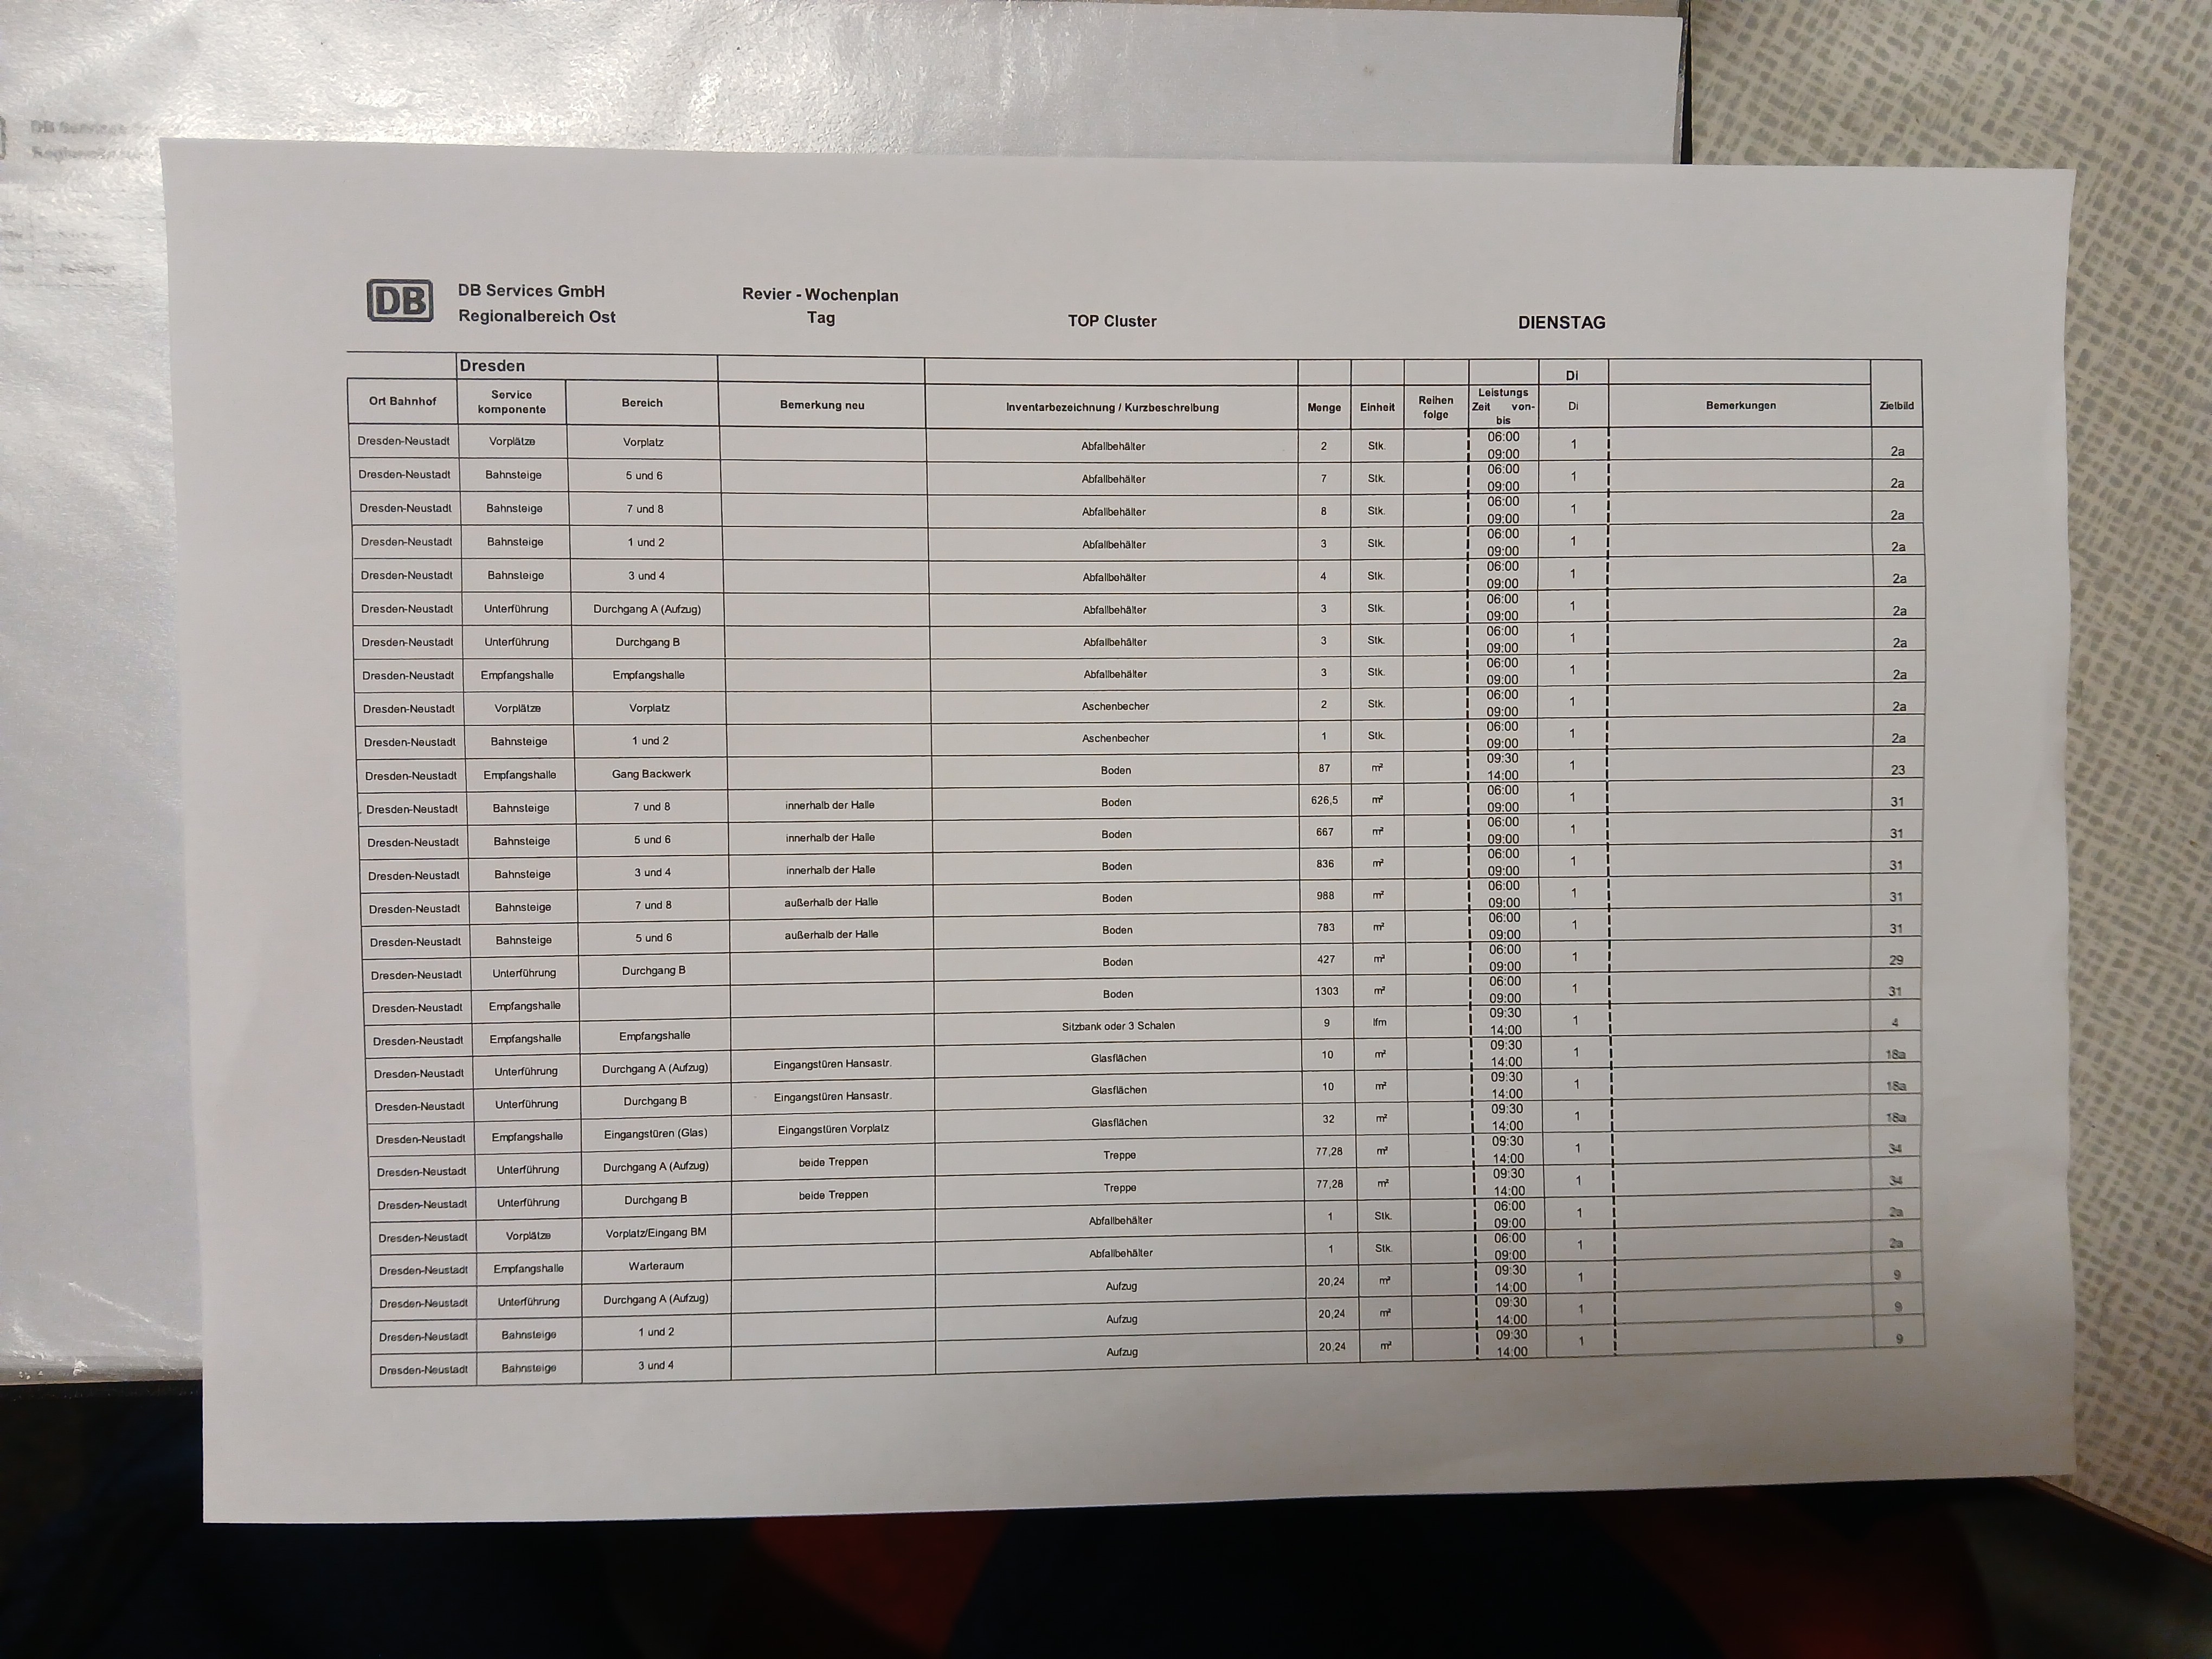 DB Services
DB
DB Services GmbH
Regionalbereich Ost
Revier - Wochenplan
Tag
TOP Cluster
DIENSTAG
Dresden Di
Ort Bahnhof Service komponente Bereich Bemerkung neu Inventarbezeichnung / Kurzbeschreibung Menge Einheit Reihen folge Leistungs Zeit von-bis Di Bemerkungen Zielbild
Dresden-Neustadt Vorplätze Vorplatz Abfallbehälter 2 Stk. 06:00 09:00 1 2a
Dresden-Neustadt Bahnsteige 5 und 6 Abfallbehälter 7 Stk. 06:00 09:00 1 2a
Dresden-Neustadt Bahnsteige 7 und 8 Abfallbehälter 8 Stk. 06:00 09:00 1 2a
Dresden-Neustadt Bahnsteige 1 und 2 Abfallbehälter 3 Stk. 06:00 09:00 1 2a
Dresden-Neustadt Bahnsteige 3 und 4 Abfallbehälter 4 Stk. 06:00 09:00 1 2a
Dresden-Neustadt Unterführung Durchgang A (Aufzug) Abfallbehälter 3 Stk. 06:00 09:00 1 2a
Dresden-Neustadt Unterführung Durchgang B Abfallbehälter 3 Stk. 06:00 09:00 1 2a
Dresden-Neustadt Empfangshalle Empfangshalle Abfallbehälter 3 Stk. 06:00 09:00 1 2a
Dresden-Neustadt Vorplätze Vorplatz Aschenbecher 2 Stk. 06:00 09:00 1 2a
Dresden-Neustadt Bahnsteige 1 und 2 Aschenbecher 1 Stk. 06:00 09:00 1 2a
Dresden-Neustadt Empfangshalle Gang Backwerk Boden 87 m² 09:30 14:00 1 23
Dresden-Neustadt Bahnsteige 7 und 8 innerhalb der Halle Boden 626,5 m² 06:00 09:00 1 31
Dresden-Neustadt Bahnsteige 5 und 6 innerhalb der Halle Boden 667 m² 06:00 09:00 1 31
Dresden-Neustadt Bahnsteige 3 und 4 innerhalb der Halle Boden 836 m² 06:00 09:00 1 31
Dresden-Neustadt Bahnsteige 7 und 8 außerhalb der Halle Boden 988 m² 06:00 09:00 1 31
Dresden-Neustadt Bahnsteige 5 und 6 außerhalb der Halle Boden 783 m² 06:00 09:00 1 31
Dresden-Neustadt Unterführung Durchgang B Boden 427 m² 06:00 09:00 1 29
Dresden-Neustadt Empfangshalle Boden 1303 m² 06:00 09:00 1 31
Dresden-Neustadt Empfangshalle Empfangshalle Sitzbank oder 3 Schalen 9 lfm 09:30 14:00 1 4
Dresden-Neustadt Unterführung Durchgang A (Aufzug) Eingangstüren Hansastr. Glasflächen 10 m² 09:30 14:00 1 18a
Dresden-Neustadt Unterführung Durchgang B Eingangstüren Hansastr. Glasflächen 10 m² 09:30 14:00 1 18a
Dresden-Neustadt Empfangshalle Eingangstüren (Glas) Eingangstüren Vorplatz Glasflächen 32 m² 09:30 14:00 1 18a
Dresden-Neustadt Unterführung Durchgang A (Aufzug) beide Treppen Treppe 77,28 m² 09:30 14:00 1 34
Dresden-Neustadt Unterführung Durchgang B beide Treppen Treppe 77,28 m² 09:30 14:00 1 34
Dresden-Neustadt Vorplätze Vorplatz/Eingang BM Abfallbehälter 1 Stk. 06:00 09:00 1 2a
Dresden-Neustadt Empfangshalle Warteraum Abfallbehälter 1 Stk. 06:00 09:00 1 2a
Dresden-Neustadt Unterführung Durchgang A (Aufzug) Aufzug 20,24 m² 09:30 14:00 1 9
Dresden-Neustadt Bahnsteige 1 und 2 Aufzug 20,24 m² 09:30 14:00 1 9
Dresden-Neustadt Bahnsteige 3 und 4 Aufzug 20,24 m² 09:30 14:00 1 9